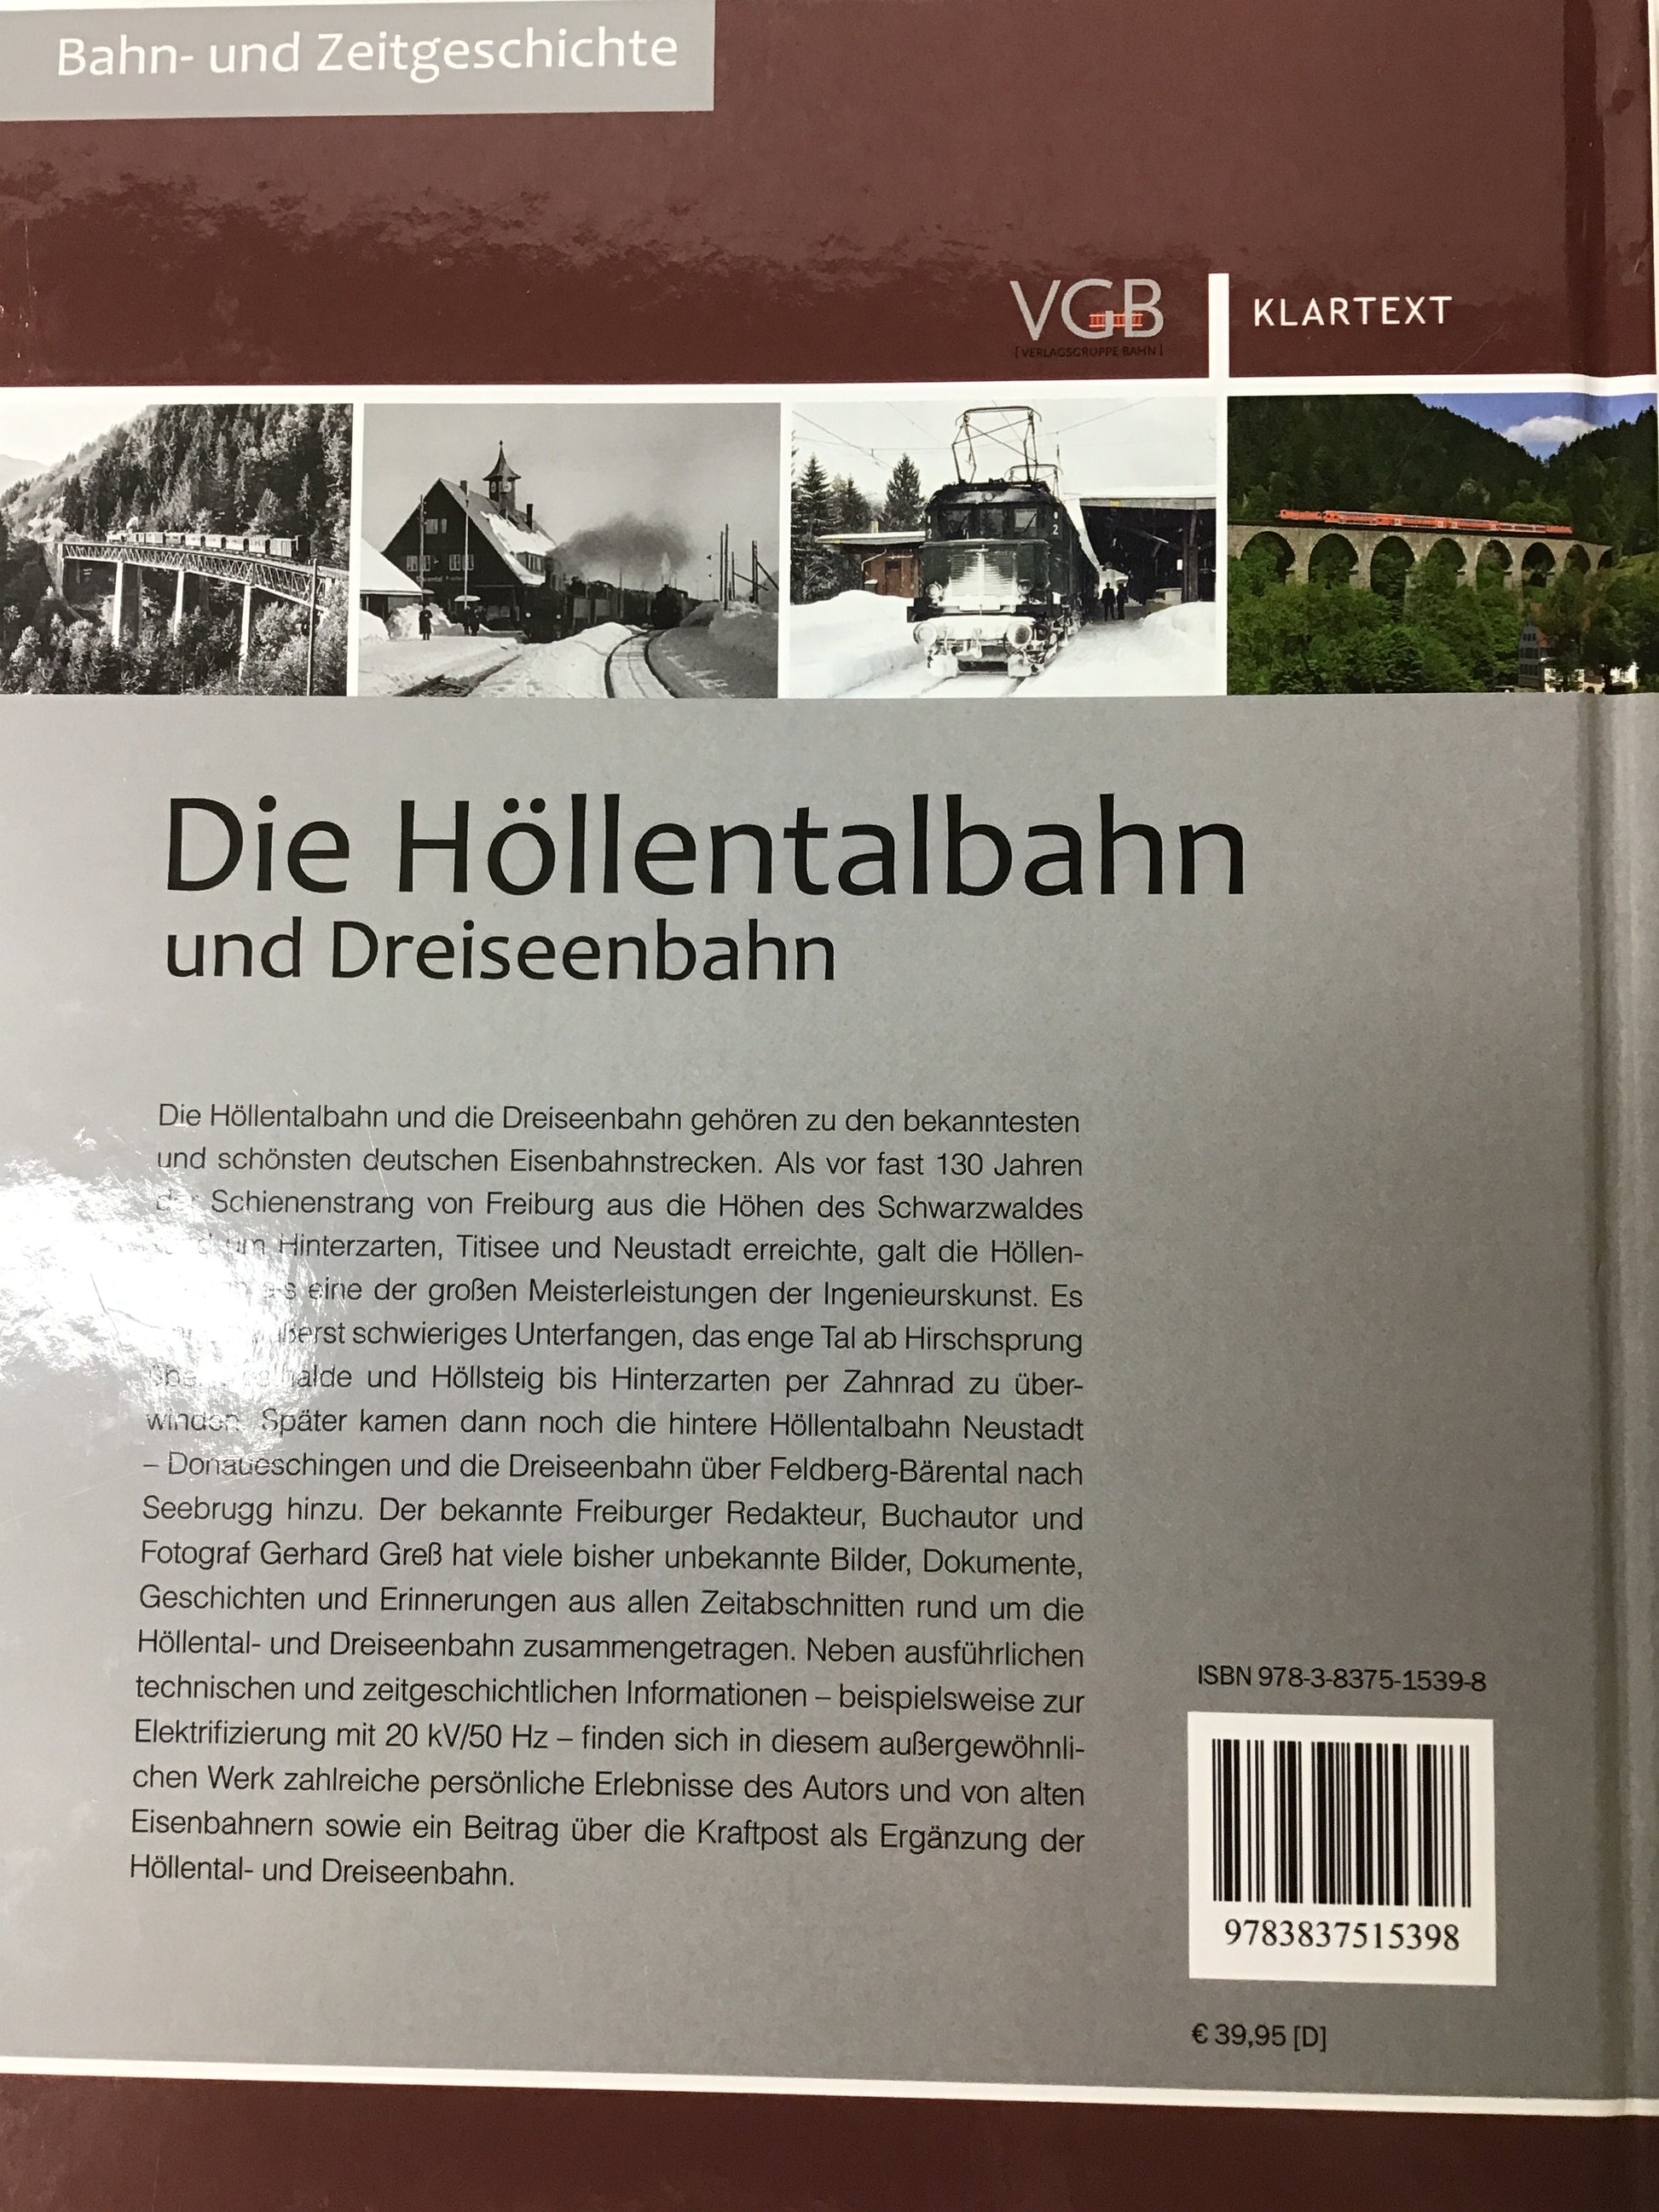 Bahn- und Zeitgeschichte
VGB
[ VERLAGSGRUPPE BAHN ]
KLARTEXT
Die Höllentalbahn
und Dreiseenbahn
Die Höllentalbahn und die Dreiseenbahn gehören zu den bekanntesten
und schönsten deutschen Eisenbahnstrecken. Als vor fast 130 Jahren
der Schienenstrang von Freiburg aus die Höhen des Schwarzwaldes
um Hinterzarten, Titisee und Neustadt erreichte, galt die Höllen-
eine der großen Meisterleistungen der Ingenieurskunst. Es
schwieriges Unterfangen, das enge Tal ab Hirschsprung
und Höllsteig bis Hinterzarten per Zahnrad zu über-
winden. Später kamen dann noch die hintere Höllentalbahn Neustadt
– Donaueschingen und die Dreiseenbahn über Feldberg-Bärental nach
Seebrugg hinzu. Der bekannte Freiburger Redakteur, Buchautor und
Fotograf Gerhard Greß hat viele bisher unbekannte Bilder, Dokumente,
Geschichten und Erinnerungen aus allen Zeitabschnitten rund um die
Höllental- und Dreiseenbahn zusammengetragen. Neben ausführlichen
technischen und zeitgeschichtlichen Informationen – beispielsweise zur
Elektrifizierung mit 20 kV/50 Hz – finden sich in diesem außergewöhnli-
chen Werk zahlreiche persönliche Erlebnisse des Autors und von alten
Eisenbahnern sowie ein Beitrag über die Kraftpost als Ergänzung der
Höllental- und Dreiseenbahn.
ISBN 978-3-8375-1539-8
9783837515398
€ 39,95 [D]